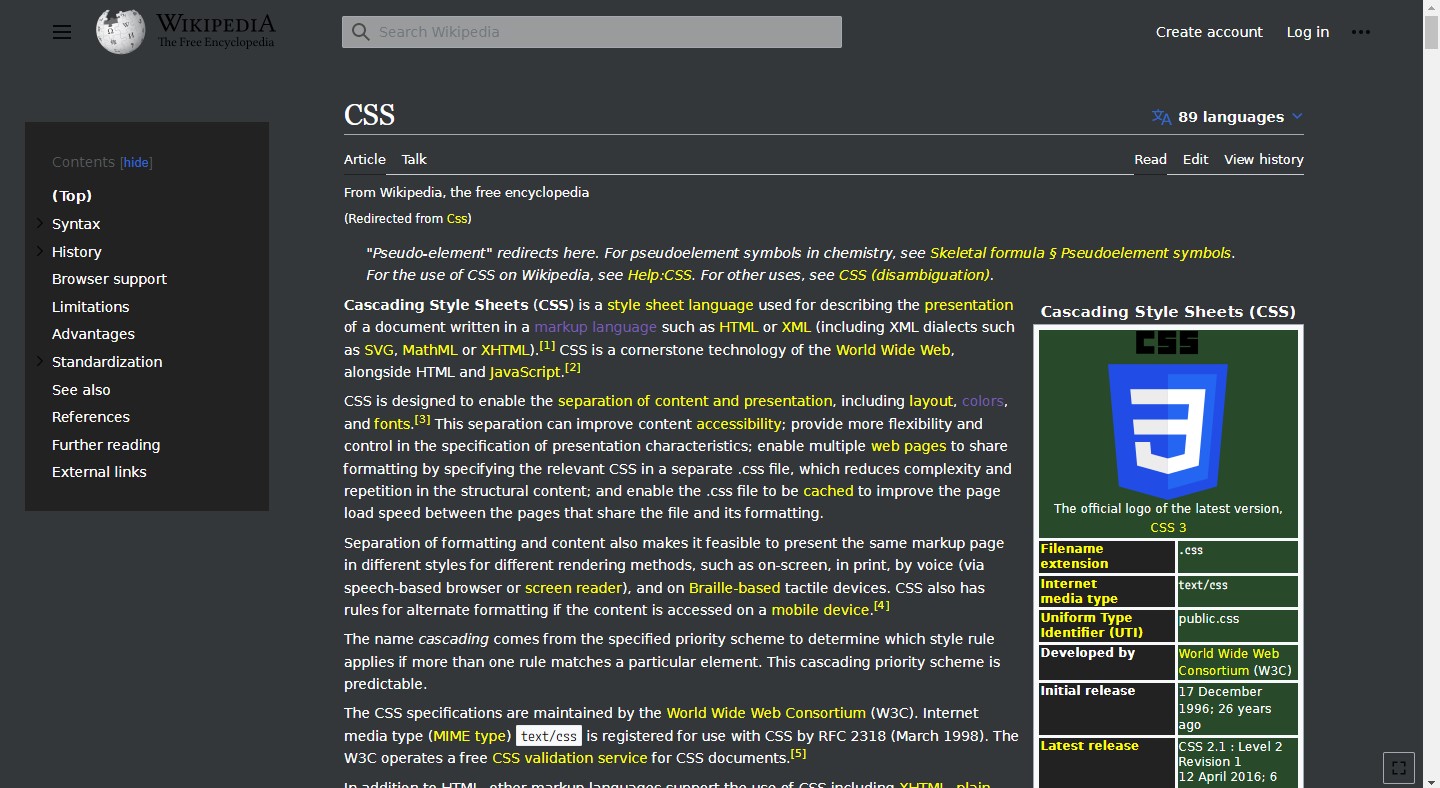 WIKIPEDIA
The Free Encyclopedia
Search Wikipedia
Create account
Log in
CSS
89 languages
Article
Talk
Read
Edit
View history
Contents [hide]
(Top)
Syntax
History
Browser support
Limitations
Advantages
Standardization
See also
References
Further reading
External links
From Wikipedia, the free encyclopedia
(Redirected from Css)
"Pseudo-element" redirects here. For pseudoelement symbols in chemistry, see Skeletal formula § Pseudoelement symbols.
For the use of CSS on Wikipedia, see Help:CSS. For other uses, see CSS (disambiguation).
Cascading Style Sheets (CSS) is a style sheet language used for describing the presentation
of a document written in a markup language such as HTML or XML (including XML dialects such
as SVG, MathML or XHTML).[1] CSS is a cornerstone technology of the World Wide Web,
alongside HTML and JavaScript.[2]
CSS is designed to enable the separation of content and presentation, including layout, colors,
and fonts.[3] This separation can improve content accessibility; provide more flexibility and
control in the specification of presentation characteristics; enable multiple web pages to share
formatting by specifying the relevant CSS in a separate .css file, which reduces complexity and
repetition in the structural content; and enable the .css file to be cached to improve the page
load speed between the pages that share the file and its formatting.
Separation of formatting and content also makes it feasible to present the same markup page
in different styles for different rendering methods, such as on-screen, in print, by voice (via
speech-based browser or screen reader), and on Braille-based tactile devices. CSS also has
rules for alternate formatting if the content is accessed on a mobile device.[4]
The name cascading comes from the specified priority scheme to determine which style rule
applies if more than one rule matches a particular element. This cascading priority scheme is
predictable.
The CSS specifications are maintained by the World Wide Web Consortium (W3C). Internet
media type (MIME type) text/css is registered for use with CSS by RFC 2318 (March 1998). The
W3C operates a free CSS validation service for CSS documents.[5]
In addition to HTML, other markup languages support the use of CSS including XHTML, plain
Cascading Style Sheets (CSS)
CSS
3
The official logo of the latest version,
CSS 3
Filename
extension
.css
Internet
media type
text/css
Uniform Type
Identifier (UTI)
public.css
Developed by
World Wide Web
Consortium (W3C)
Initial release
17 December
1996; 26 years
ago
Latest release
CSS 2.1 : Level 2
Revision 1
12 April 2016; 6